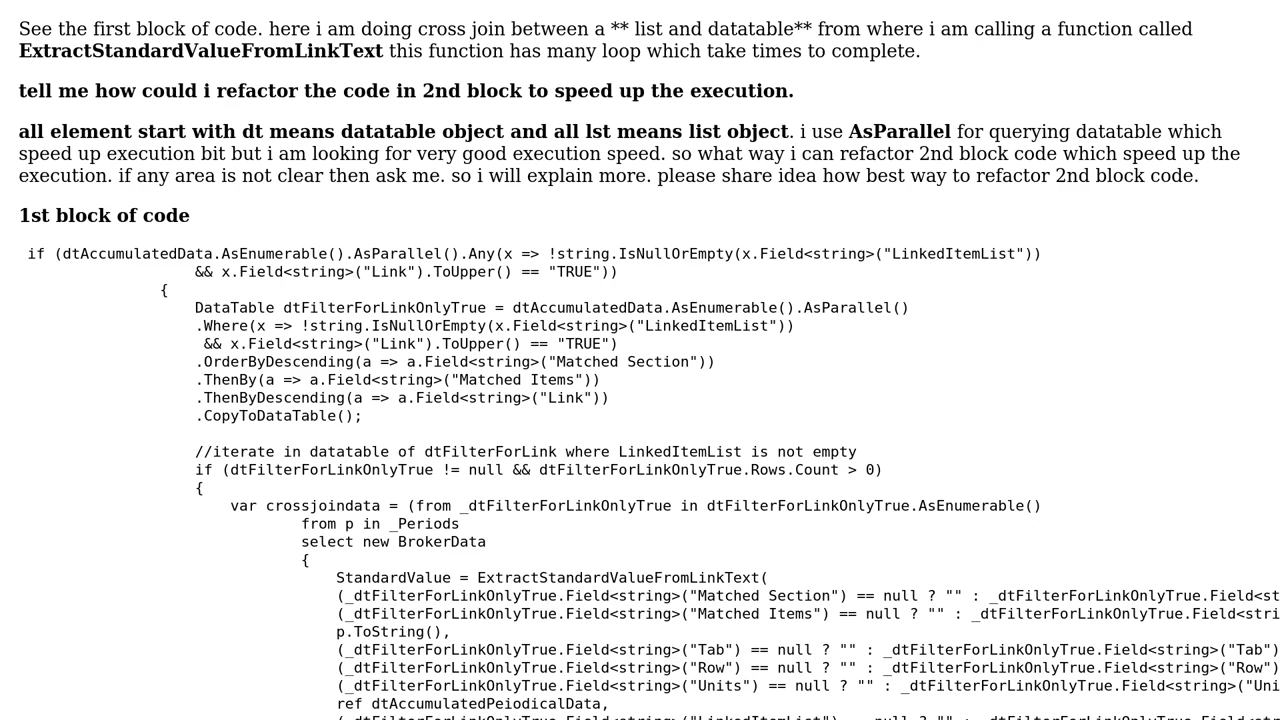 See the first block of code. here i am doing cross join between a ** list and datatable** from where i am calling a function called
ExtractStandardValueFromLinkText this function has many loop which take times to complete.
tell me how could i refactor the code in 2nd block to speed up the execution.
all element start with dt means datatable object and all lst means list object. i use AsParallel for querying datatable which
speed up execution bit but i am looking for very good execution speed. so what way i can refactor 2nd block code which speed up the
execution. if any area is not clear then ask me. so i will explain more. please share idea how best way to refactor 2nd block code.
1st block of code
if (dtAccumulatedData.AsEnumerable().AsParallel().Any(x => !string.IsNullOrEmpty(x.Field<string>("LinkedItemList"))
&& x.Field<string>("Link").ToUpper() == "TRUE"))
{
DataTable dtFilterForLinkOnlyTrue = dtAccumulatedData.AsEnumerable().AsParallel()
.Where(x => !string.IsNullOrEmpty(x.Field<string>("LinkedItemList"))
&& x.Field<string>("Link").ToUpper() == "TRUE")
.OrderByDescending(a => a.Field<string>("Matched Section"))
.ThenBy(a => a.Field<string>("Matched Items"))
.ThenByDescending(a => a.Field<string>("Link"))
.CopyToDataTable();
//iterate in datatable of dtFilterForLink where LinkedItemList is not empty
if (dtFilterForLinkOnlyTrue != null && dtFilterForLinkOnlyTrue.Rows.Count > 0)
{
var crossjoindata = (from _dtFilterForLinkOnlyTrue in dtFilterForLinkOnlyTrue.AsEnumerable()
from p in _Periods
select new BrokerData
{
StandardValue = ExtractStandardValueFromLinkText(
(_dtFilterForLinkOnlyTrue.Field<string>("Matched Section") == null ? "" : _dtFilterForLinkOnlyTrue.Field<st
(_dtFilterForLinkOnlyTrue.Field<string>("Matched Items") == null ? "" : _dtFilterForLinkOnlyTrue.Field<stri
p.ToString(),
(_dtFilterForLinkOnlyTrue.Field<string>("Tab") == null ? "" : _dtFilterForLinkOnlyTrue.Field<string>("Tab")
(_dtFilterForLinkOnlyTrue.Field<string>("Row") == null ? "" : _dtFilterForLinkOnlyTrue.Field<string>("Row")
(_dtFilterForLinkOnlyTrue.Field<string>("Units") == null ? "" : _dtFilterForLinkOnlyTrue.Field<string>("Uni
ref dtAccumulatedPeiodicalData,